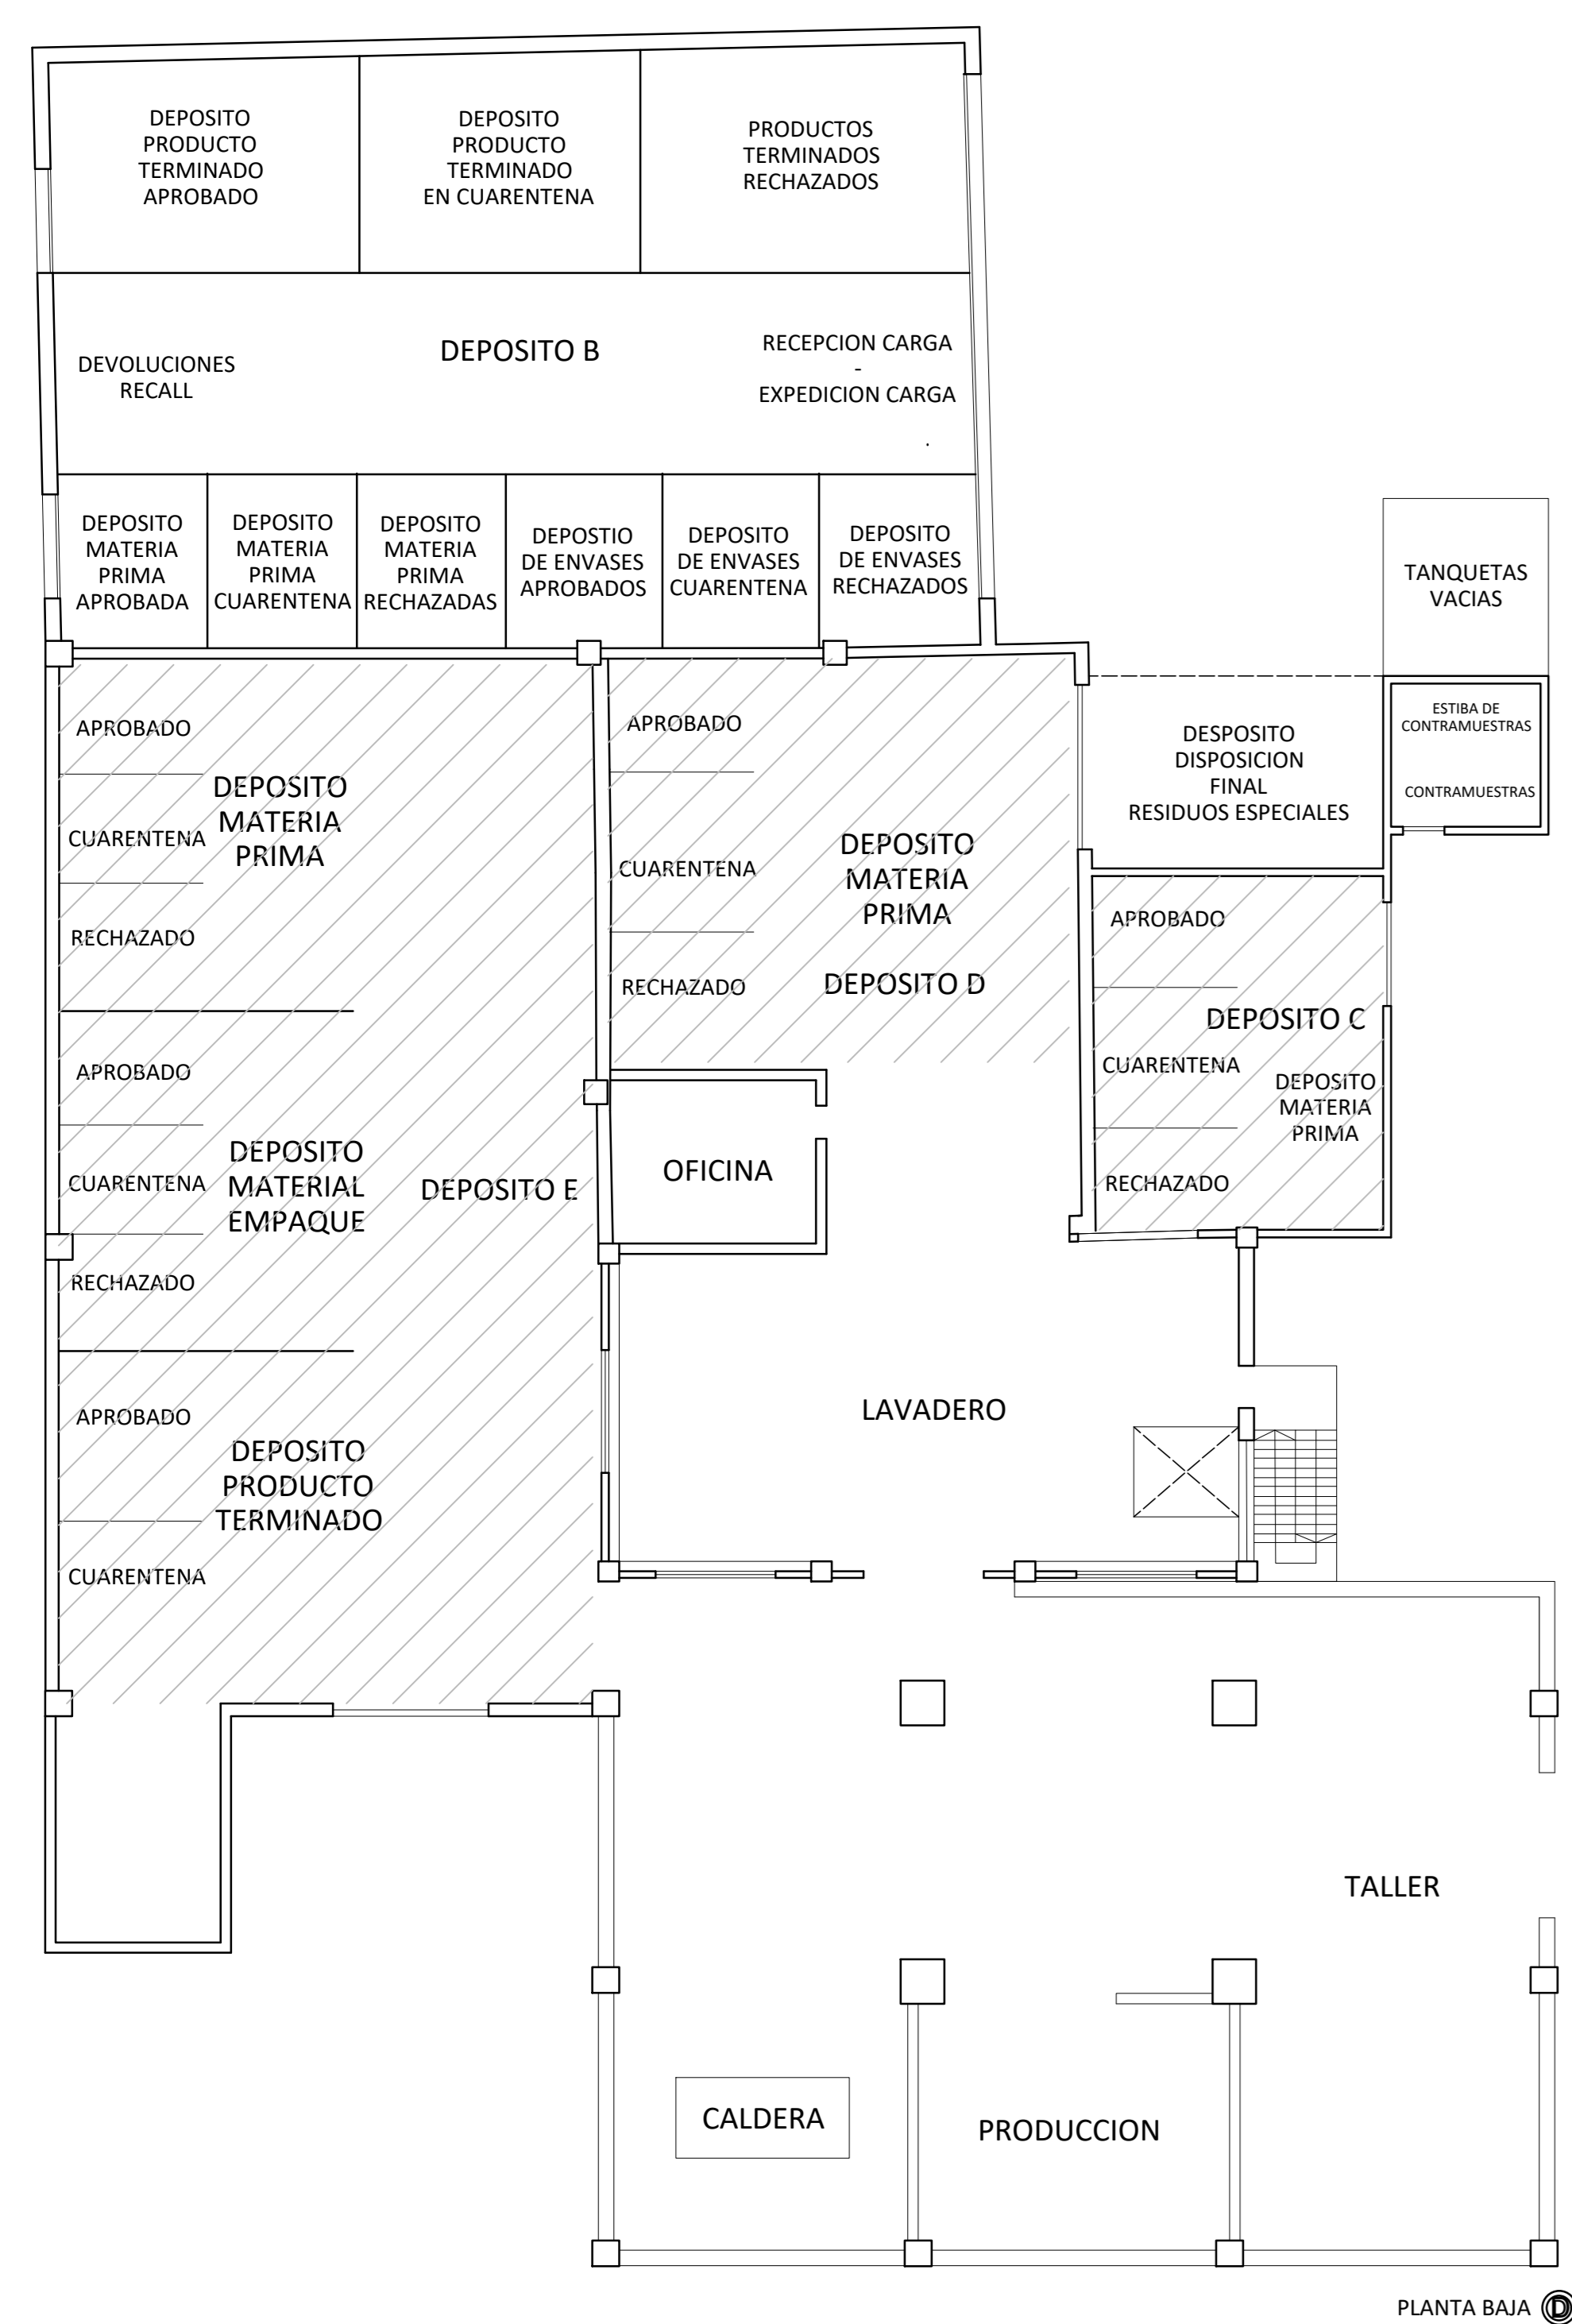 DEPOSITO
PRODUCTO
TERMINADO
APROBADO
DEPOSITO
PRODUCTO
TERMINADO
EN CUARENTENA
PRODUCTOS
TERMINADOS
RECHAZADOS
DEVOLUCIONES
RECALL
DEPOSITO B
RECEPCION CARGA
-
EXPEDICION CARGA
.
DEPOSITO
MATERIA
PRIMA
APROBADA
DEPOSITO
MATERIA
PRIMA
CUARENTENA
DEPOSITO
MATERIA
PRIMA
RECHAZADAS
DEPOSTIO
DE ENVASES
APROBADOS
DEPOSITO
DE ENVASES
CUARENTENA
DEPOSITO
DE ENVASES
RECHAZADOS
TANQUETAS
VACIAS
ESTIBA DE
CONTRAMUESTRAS
CONTRAMUESTRAS
DESPOSITO
DISPOSICION
FINAL
RESIDUOS ESPECIALES
APROBADO
CUARENTENA
RECHAZADO
DEPOSITO
MATERIA
PRIMA
APROBADO
CUARENTENA
RECHAZADO
DEPOSITO
MATERIA
PRIMA
DEPOSITO D
APROBADO
CUARENTENA
RECHAZADO
DEPOSITO C
DEPOSITO
MATERIA
PRIMA
APROBADO
CUARENTENA
RECHAZADO
DEPOSITO
MATERIAL
EMPAQUE
DEPOSITO E
OFICINA
APROBADO
CUARENTENA
DEPOSITO
PRODUCTO
TERMINADO
LAVADERO
TALLER
CALDERA
PRODUCCION
PLANTA BAJA D